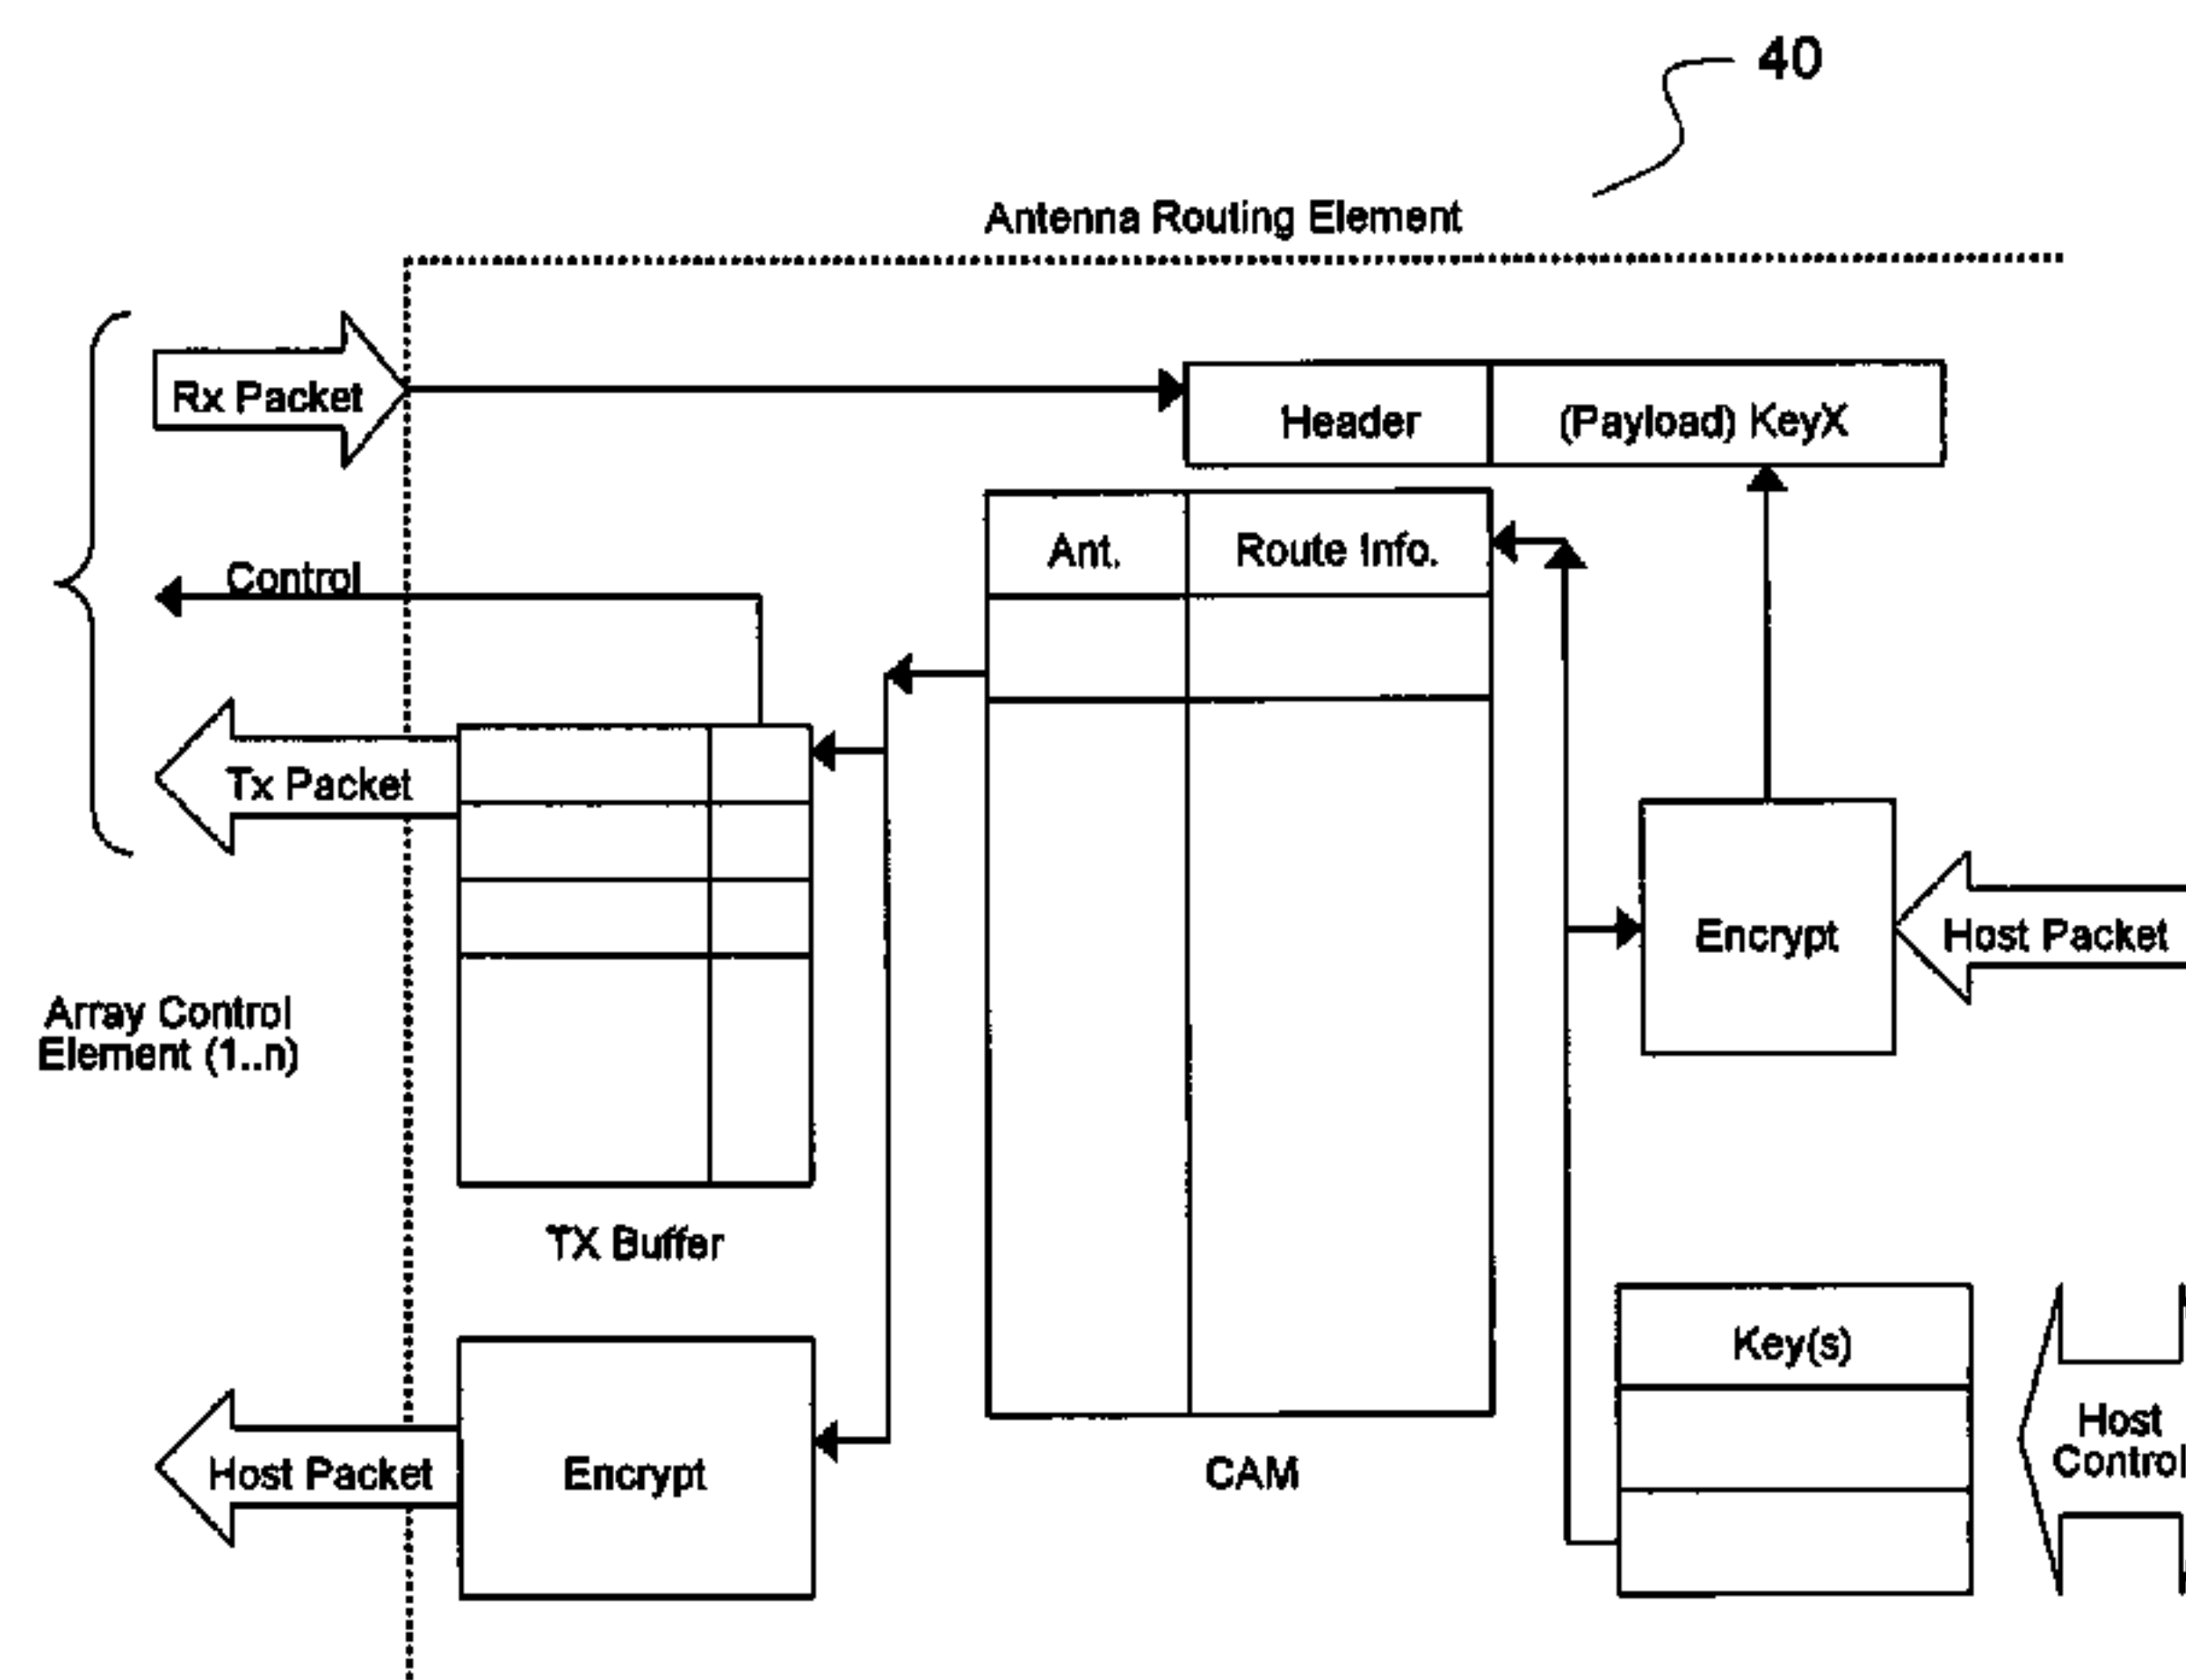 40
Antenna Routing Element
Rx Packet
Header
(Payload) KeyX
Ant.
Route Info.
Control
Tx Packet
Encrypt
Host Packet
Array Control
Element (1..n)
TX Buffer
Key(s)
Host
Control
Host Packet
Encrypt
CAM